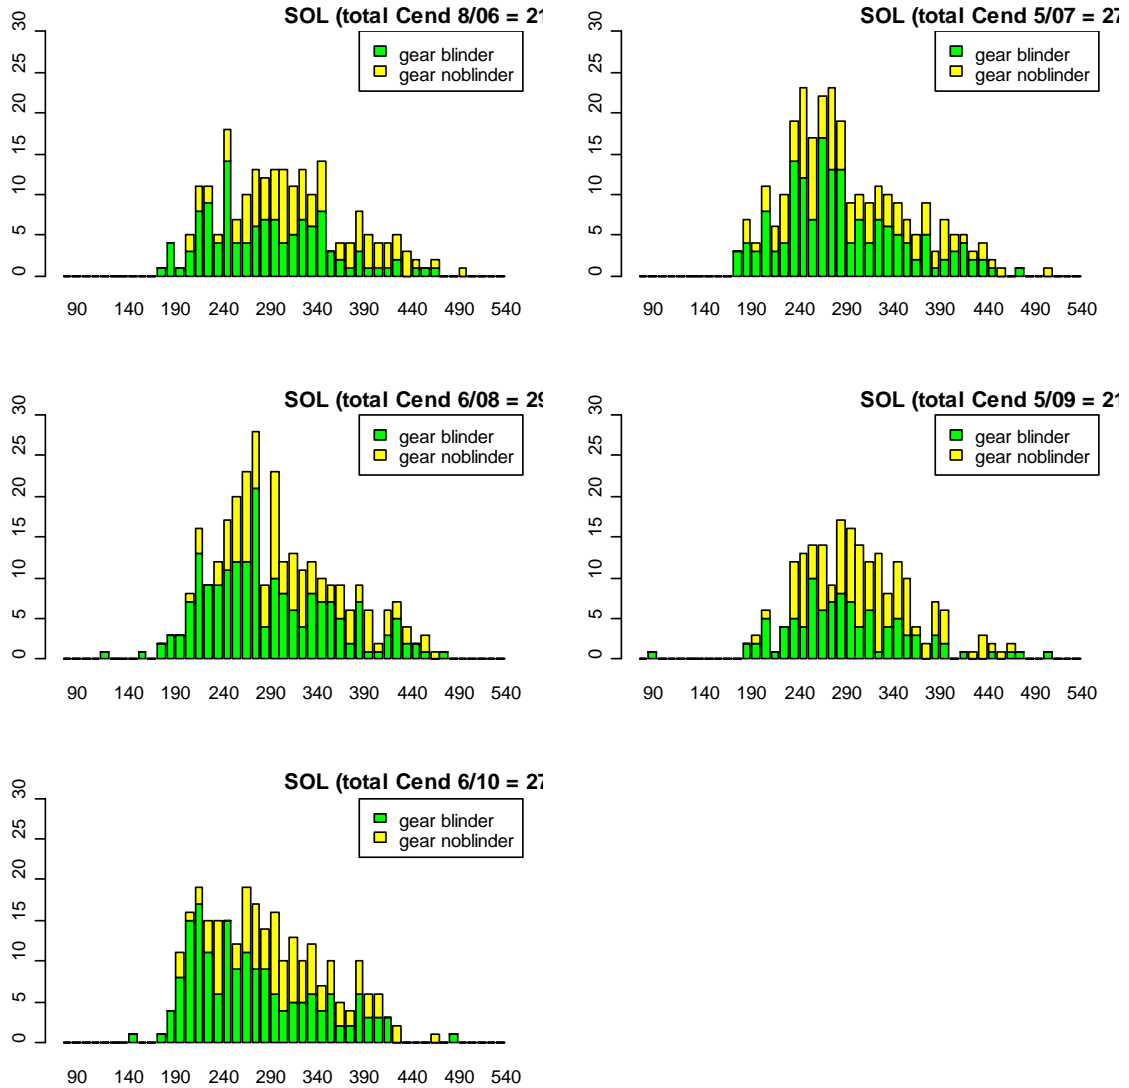 SOL (total Cend 8/06 = 21
gear blinder
gear noblinder
0 5 10 15 20 25 30
90 140 190 240 290 340 390 440 490 540
SOL (total Cend 5/07 = 27
gear blinder
gear noblinder
0 5 10 15 20 25 30
90 140 190 240 290 340 390 440 490 540
SOL (total Cend 6/08 = 29
gear blinder
gear noblinder
0 5 10 15 20 25 30
90 140 190 240 290 340 390 440 490 540
SOL (total Cend 5/09 = 21
gear blinder
gear noblinder
0 5 10 15 20 25 30
90 140 190 240 290 340 390 440 490 540
SOL (total Cend 6/10 = 27
gear blinder
gear noblinder
0 5 10 15 20 25 30
90 140 190 240 290 340 390 440 490 540